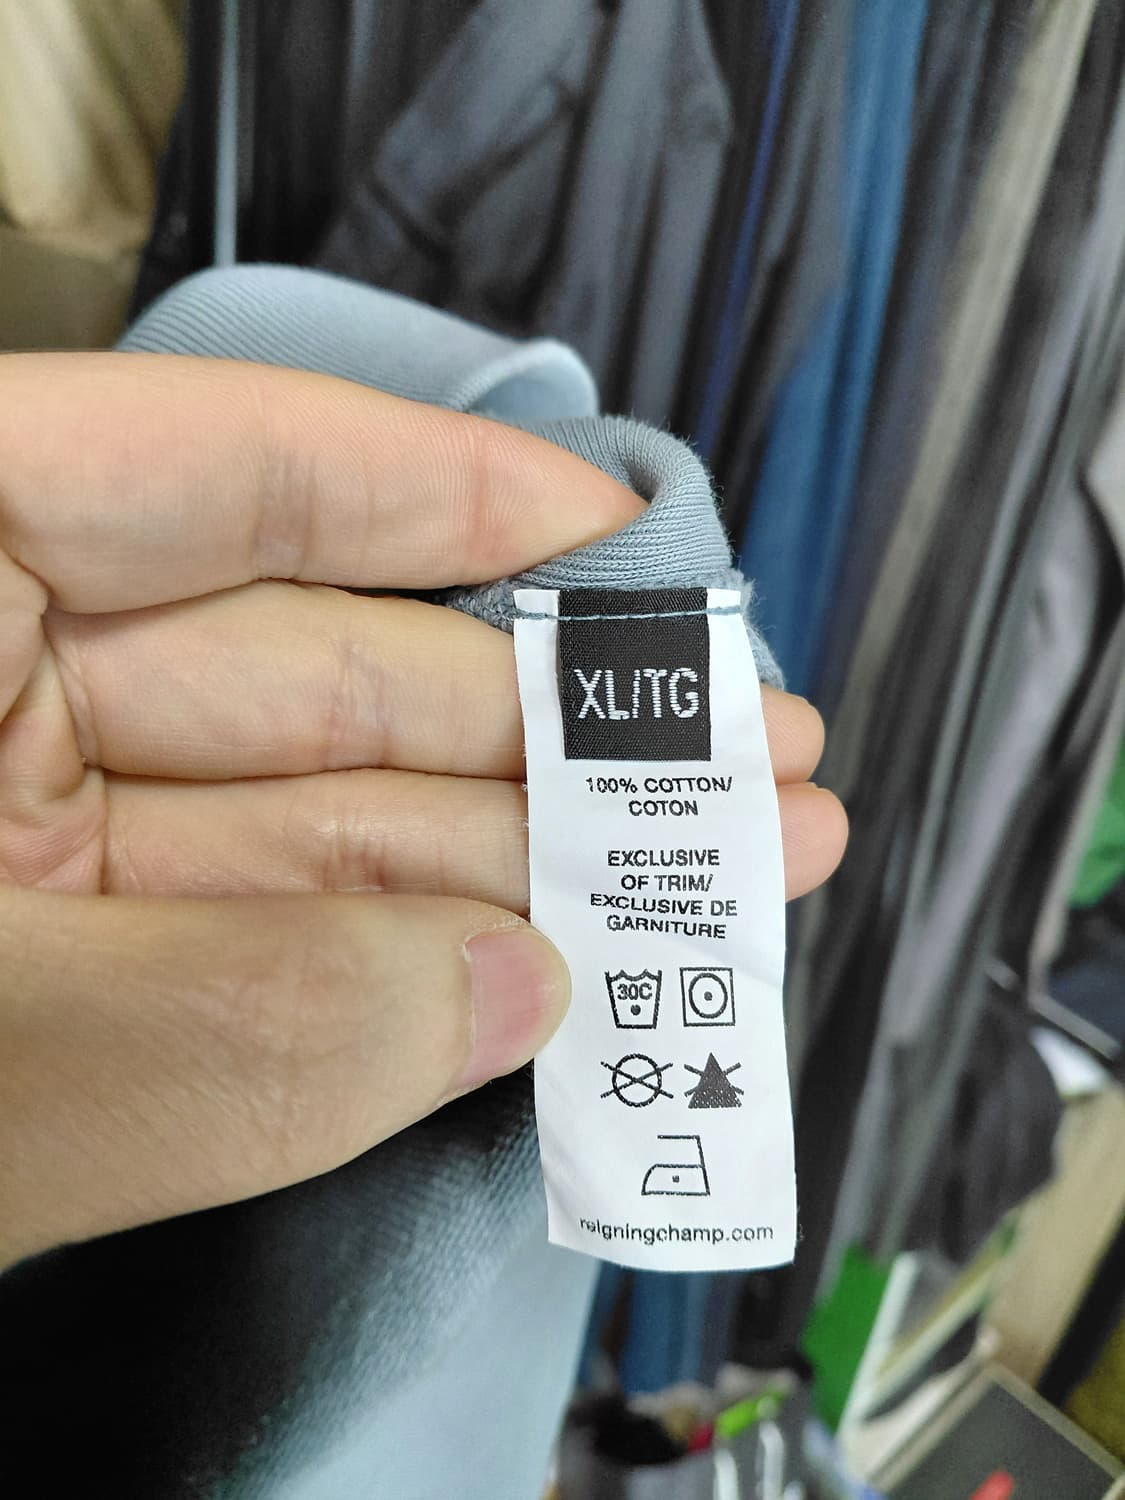 XL/TG
100% COTTON/
COTON
EXCLUSIVE
OF TRIM/
EXCLUSIVE DE
GARNITURE
30C
reigningchamp.com